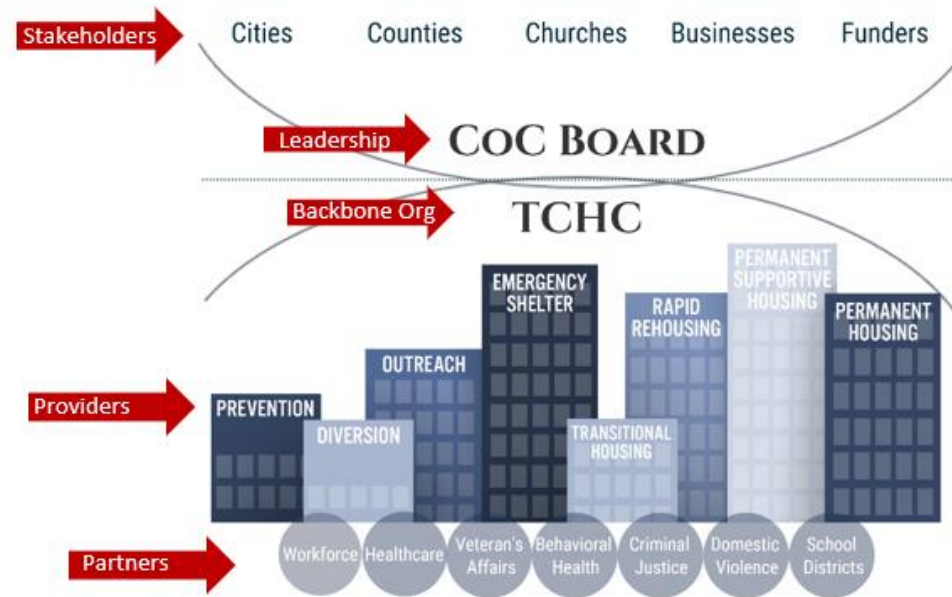 Stakeholders
Cities
Counties
Churches
Businesses
Funders
Leadership
CoC Board
Backbone Org
TCHC
Providers
PREVENTION
DIVERSION
OUTREACH
EMERGENCY
SHELTER
TRANSITIONAL
HOUSING
RAPID
REHOUSING
PERMANENT
SUPPORTIVE
HOUSING
PERMANENT
HOUSING
Partners
Workforce
Healthcare
Veteran's
Affairs
Behavioral
Health
Criminal
Justice
Domestic
Violence
School
Districts